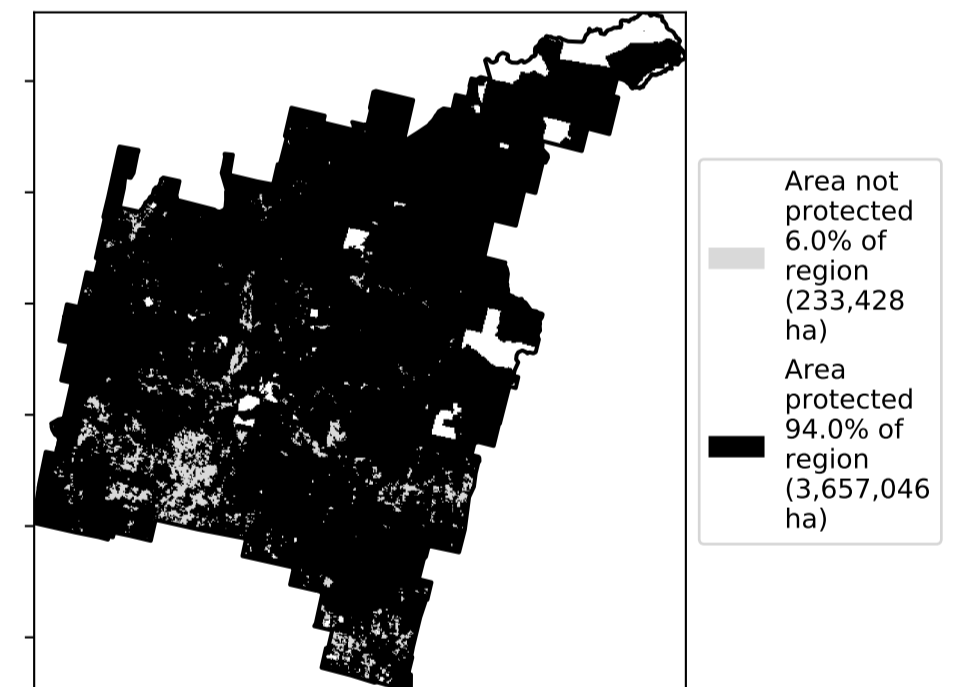 Area not
protected
6.0% of
region
(233,428
ha)
Area
protected
94.0% of
region
(3,657,046
ha)